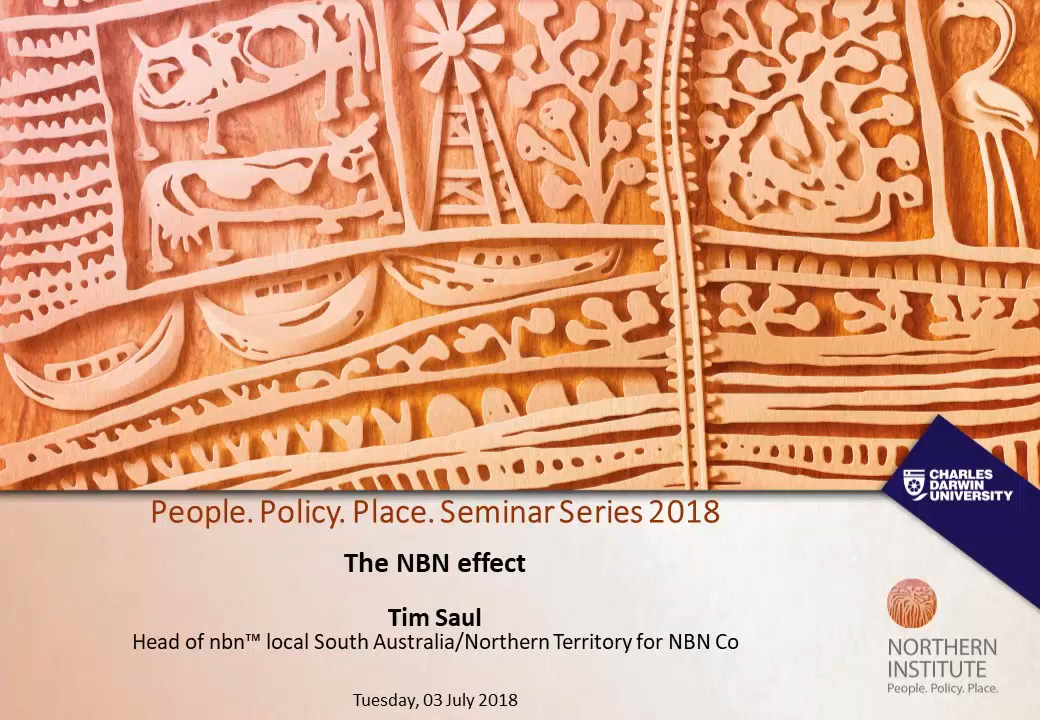 CHARLES
DARWIN
UNIVERSITY
People. Policy. Place. Seminar Series 2018
The NBN effect
Tim Saul
Head of nbn™ local South Australia/Northern Territory for NBN Co
Tuesday, 03 July 2018
NORTHERN
INSTITUTE
People. Policy. Place.